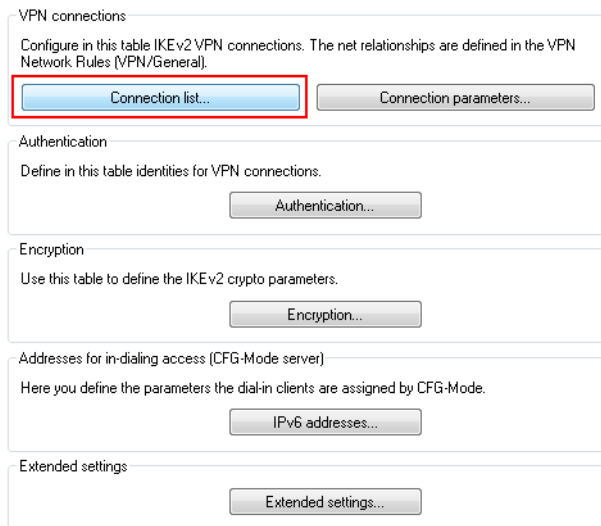 VPN connections
Configure in this table IKEv2 VPN connections. The net relationships are defined in the VPN
Network Rules (VPN/General).
Connection list...
Connection parameters...
Authentication
Define in this table identities for VPN connections.
Authentication...
Encryption
Use this table to define the IKEv2 crypto parameters.
Encryption...
Addresses for in-dialing access (CFG-Mode server)
Here you define the parameters the dial-in clients are assigned by CFG-Mode.
IPv6 addresses...
Extended settings
Extended settings...